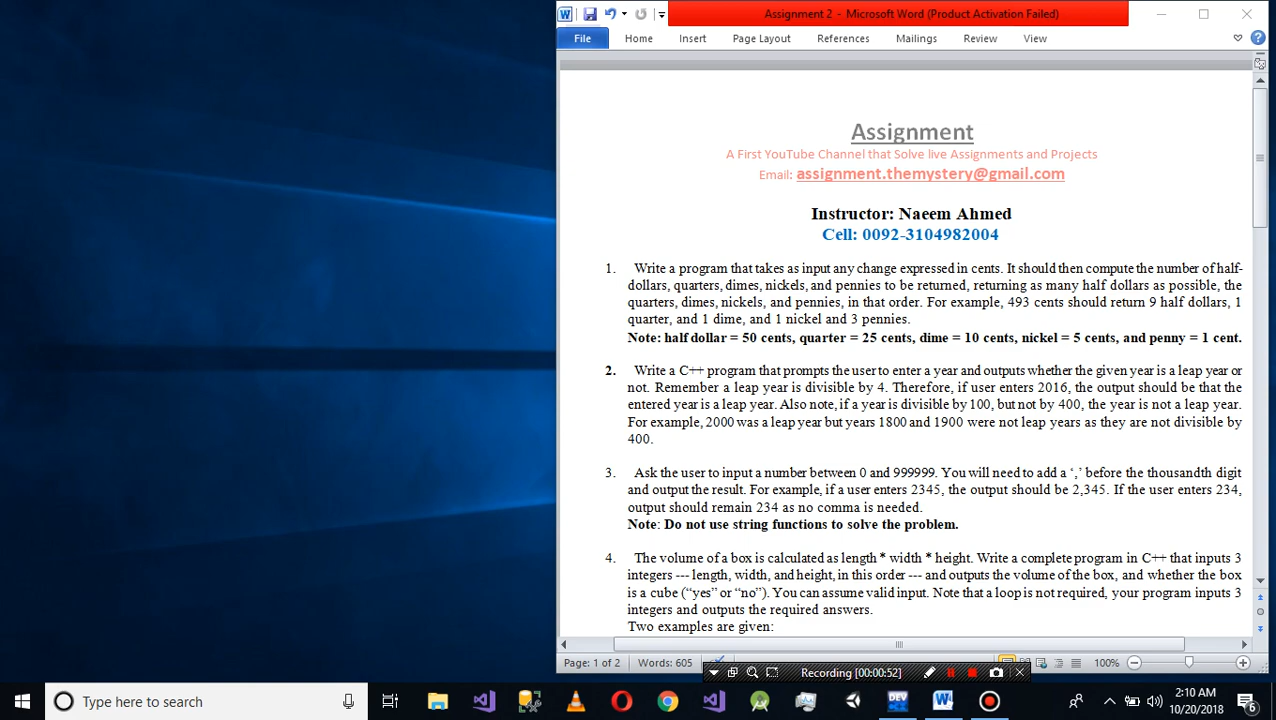 Assignment 2 - Microsoft Word (Product Activation Failed)
File Home Insert Page Layout References Mailings Review View
Assignment
A First YouTube Channel that Solve live Assignments and Projects
Email: assignment.themystery@gmail.com
Instructor: Naeem Ahmed
Cell: 0092-3104982004
1. Write a program that takes as input any change expressed in cents. It should then compute the number of half-
dollars, quarters, dimes, nickels, and pennies to be returned, returning as many half dollars as possible, the
quarters, dimes, nickels, and pennies, in that order. For example, 493 cents should return 9 half dollars, 1
quarter, and 1 dime, and 1 nickel and 3 pennies.
Note: half dollar = 50 cents, quarter = 25 cents, dime = 10 cents, nickel = 5 cents, and penny = 1 cent.
2. Write a C++ program that prompts the user to enter a year and outputs whether the given year is a leap year or
not. Remember a leap year is divisible by 4. Therefore, if user enters 2016, the output should be that the
entered year is a leap year. Also note, if a year is divisible by 100, but not by 400, the year is not a leap year.
For example, 2000 was a leap year but years 1800 and 1900 were not leap years as they are not divisible by
400.
3. Ask the user to input a number between 0 and 999999. You will need to add a ‘,’ before the thousandth digit
and output the result. For example, if a user enters 2345, the output should be 2,345. If the user enters 234,
output should remain 234 as no comma is needed.
Note: Do not use string functions to solve the problem.
4. The volume of a box is calculated as length * width * height. Write a complete program in C++ that inputs 3
integers --- length, width, and height, in this order --- and outputs the volume of the box, and whether the box
is a cube (“yes” or “no”). You can assume valid input. Note that a loop is not required, your program inputs 3
integers and outputs the required answers.
Two examples are given:
Page: 1 of 2 Words: 605 100%
Recording [00:00:52]
Type here to search
DEV
2:10 AM
10/20/2018
6